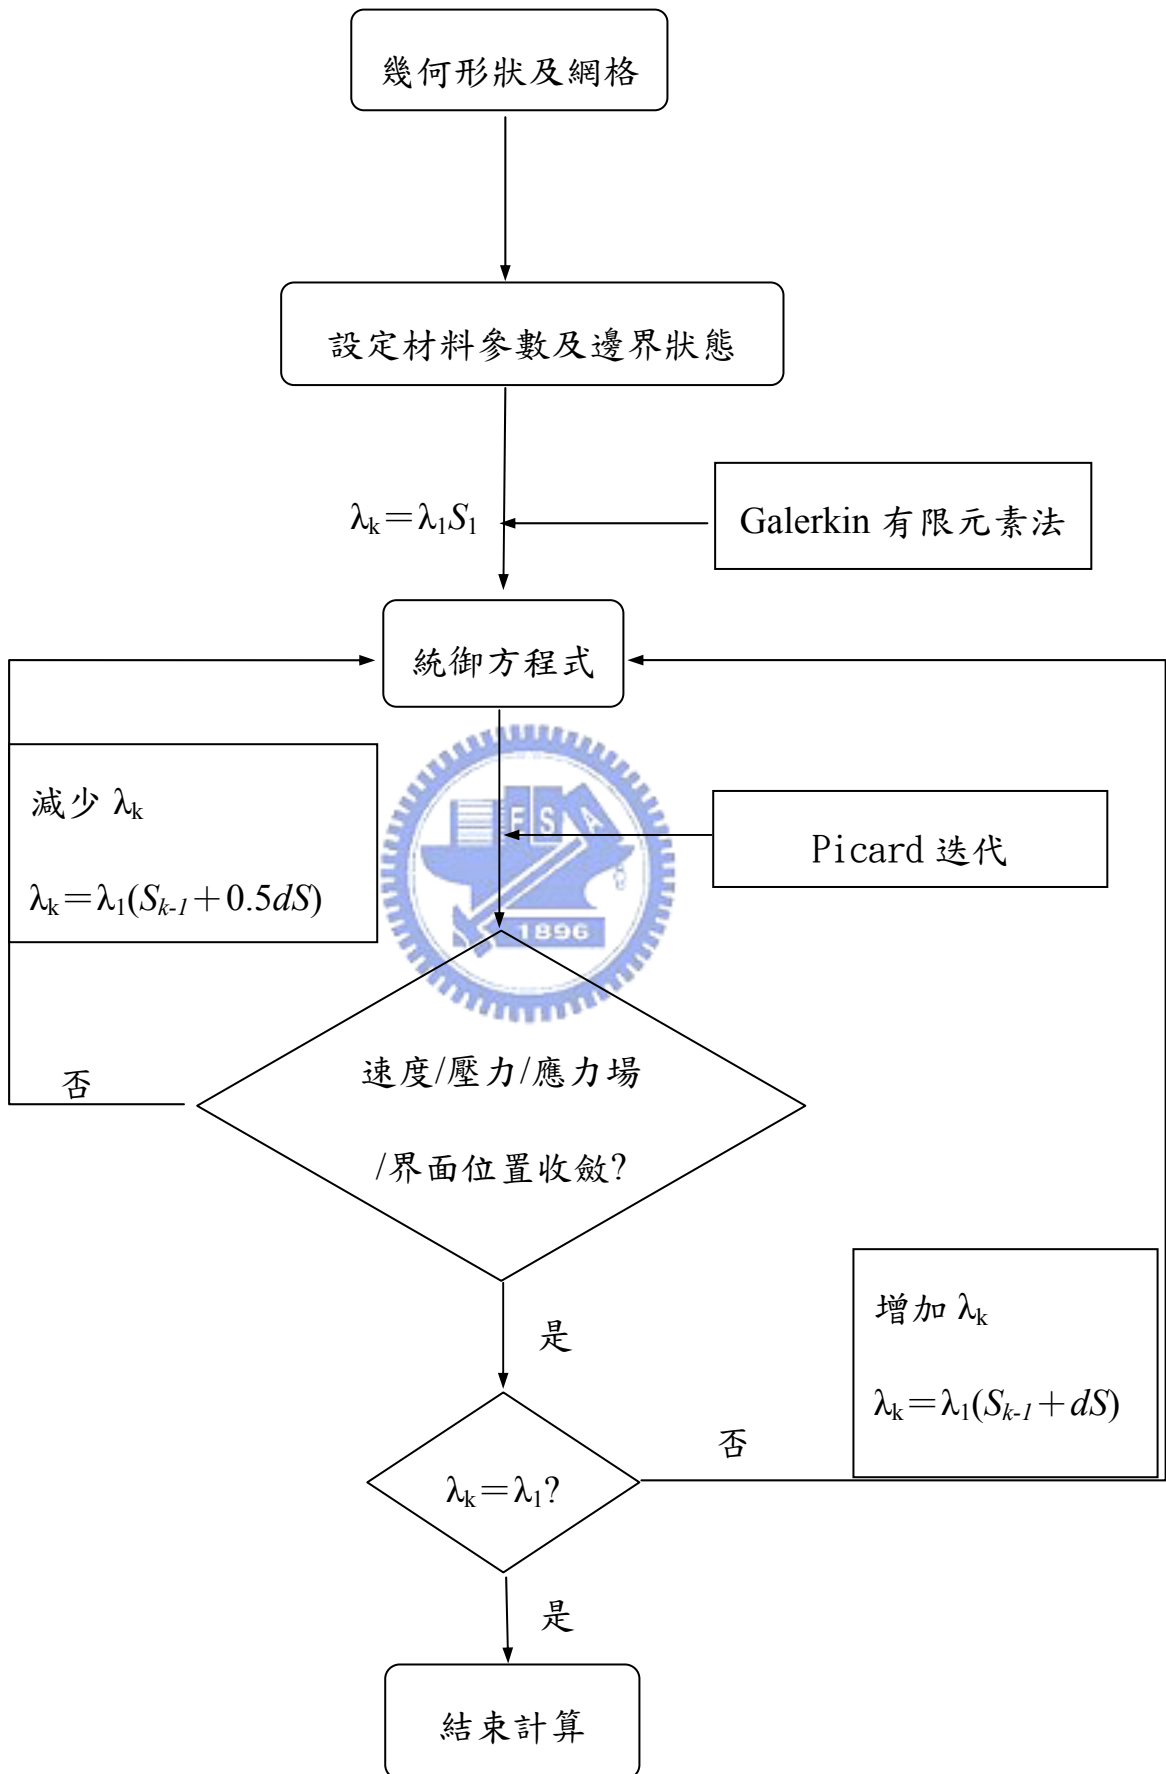 幾何形狀及網格
設定材料參數及邊界狀態
λk＝λ1S1
Galerkin 有限元素法
統御方程式
減少 λk
λk＝λ1(Sk-1＋0.5dS)
Picard 迭代
E S A
1896
速度/壓力/應力場
/界面位置收斂?
否
是
增加 λk
λk＝λ1(Sk-1＋dS)
λk＝λ1?
否
是
結束計算